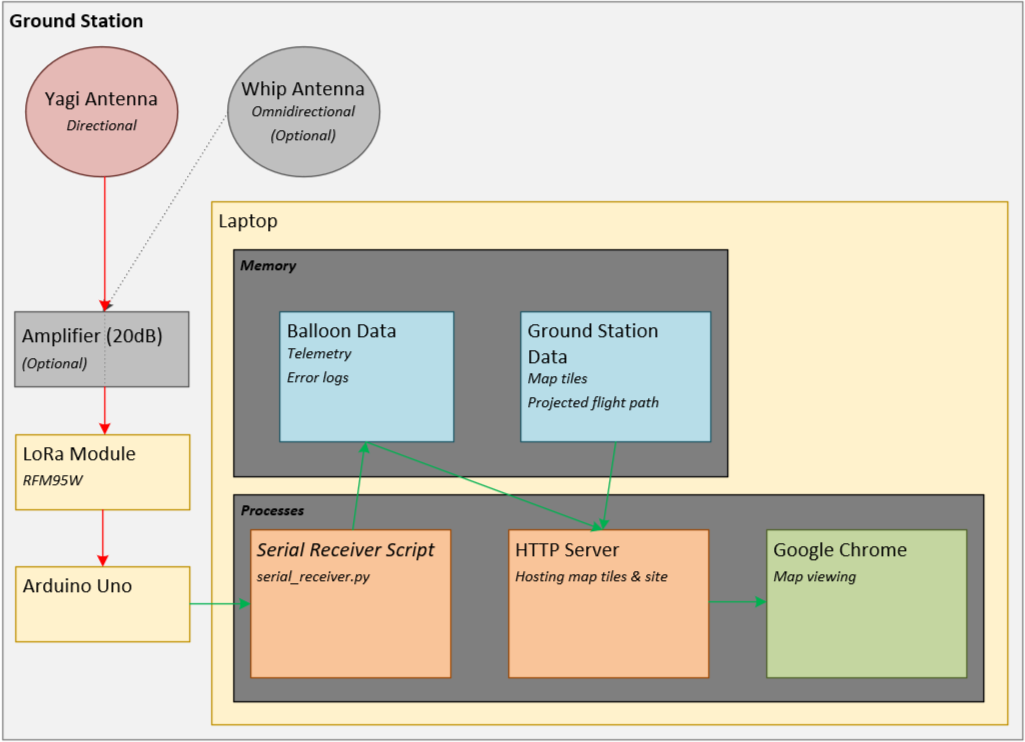 Ground Station
Yagi Antenna
Directional
Whip Antenna
Omnidirectional
(Optional)
Amplifier (20dB)
(Optional)
LoRa Module
RFM95W
Arduino Uno
Laptop
Memory
Balloon Data
Telemetry
Error logs
Ground Station
Data
Map tiles
Projected flight path
Processes
Serial Receiver Script
serial_receiver.py
HTTP Server
Hosting map tiles & site
Google Chrome
Map viewing